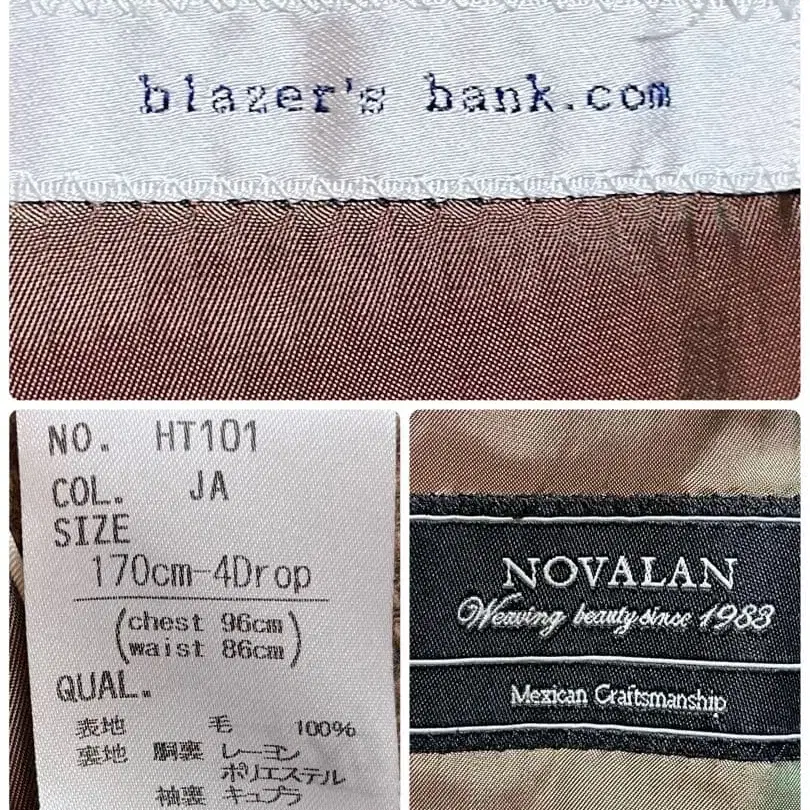 blazer's bank.com
NO. HT101
COL. JA
SIZE
170cm-4Drop
(chest 96cm
waist 86cm)
QUAL.
表地 毛 100%
裏地 胴裏 レーヨン
ポリエステル
袖裏 キュプラ
NOVALAN
Weaving beauty since 1983
Mexican Craftsmanship